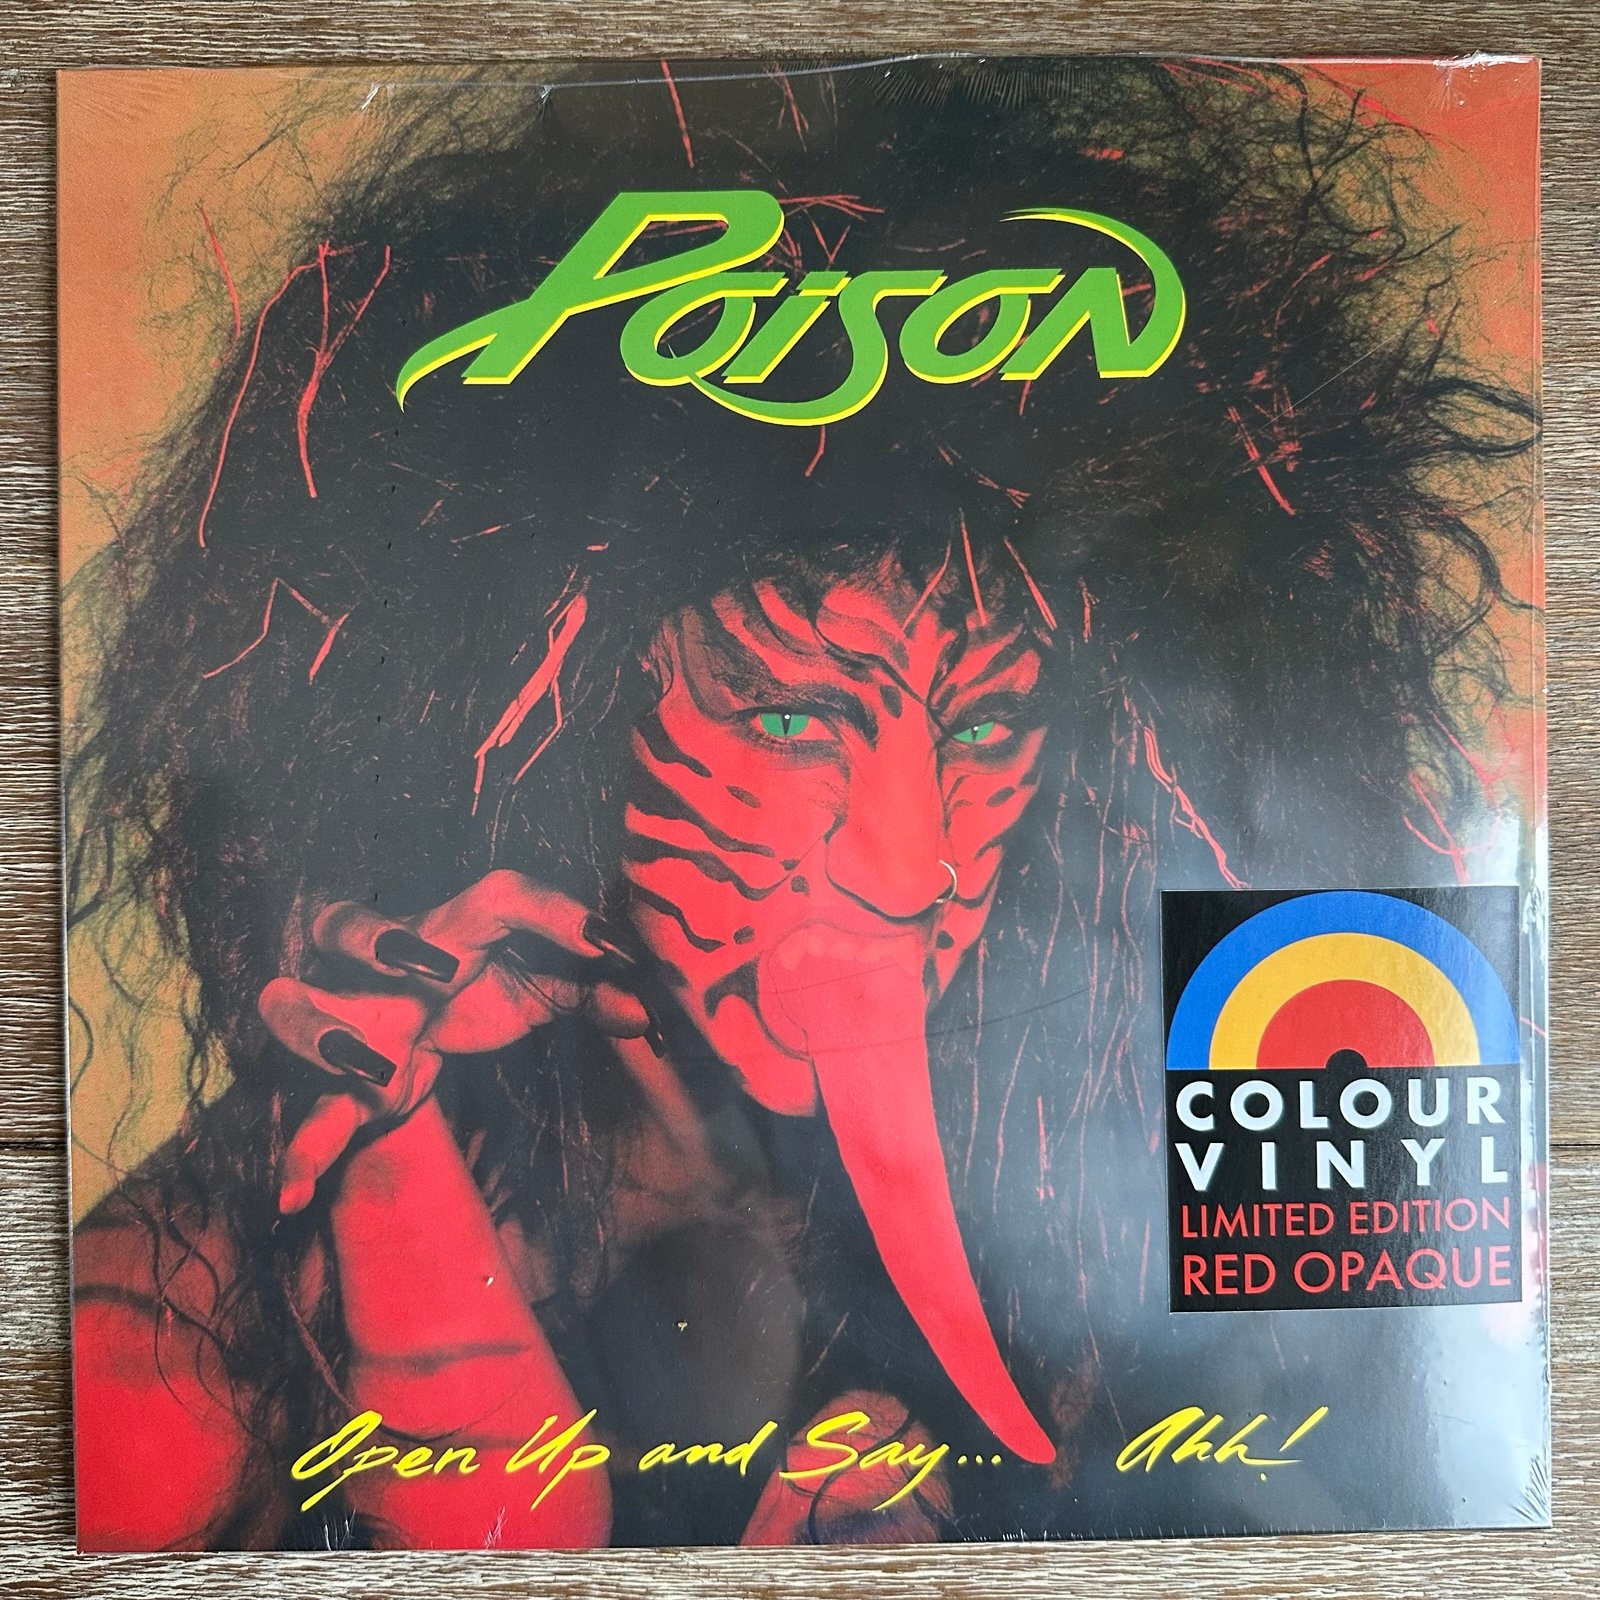 Poison
COLOUR
VINYL
LIMITED EDITION
RED OPAQUE
Open Up and Say... Ahh!